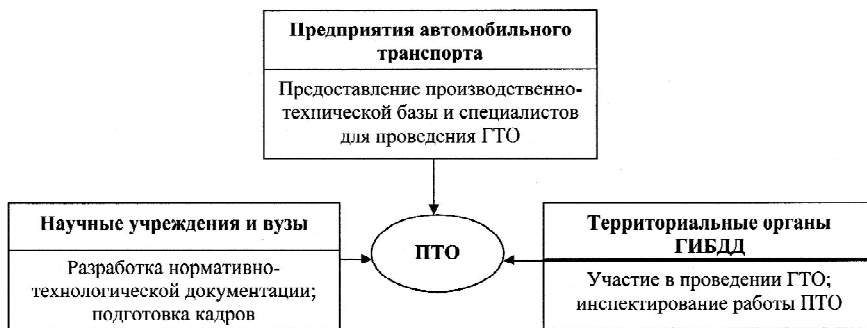 Предприятия автомобильного
транспорта
Предоставление производственно-
технической базы и специалистов
для проведения ГТО
Научные учреждения и вузы
Разработка нормативно-
технологической документации;
подготовка кадров
ПТО
Территориальные органы
ГИБДД
Участие в проведении ГТО;
инспектирование работы ПТО